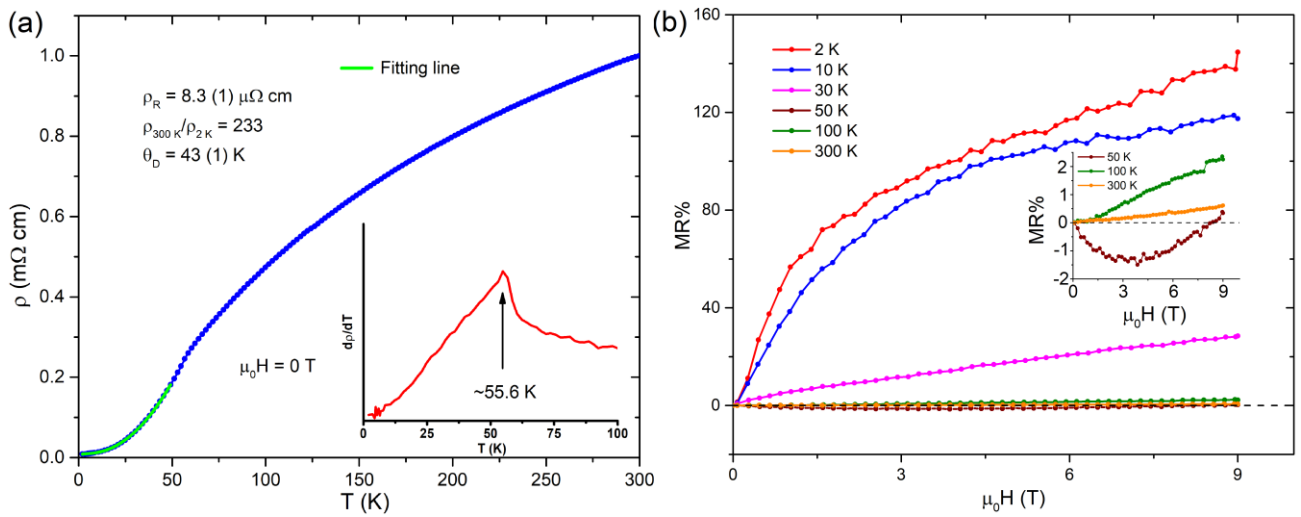 (a)
1.0
0.8
0.6
0.4
0.2
0.0
ρ (mΩ cm)
Fitting line
ρR = 8.3 (1) μΩ cm
ρ300 K/ρ2 K = 233
θD = 43 (1) K
μ0H = 0 T
dρ/dT
~55.6 K
0 25 50 75 100
T (K)
0 50 100 150 200 250 300
T (K)
(b)
160
120
80
40
0
MR%
2 K
10 K
30 K
50 K
100 K
300 K
50 K
100 K
300 K
2
1
0
-1
-2
MR%
0 3 6 9
μ0H (T)
0 3 6 9
μ0H (T)